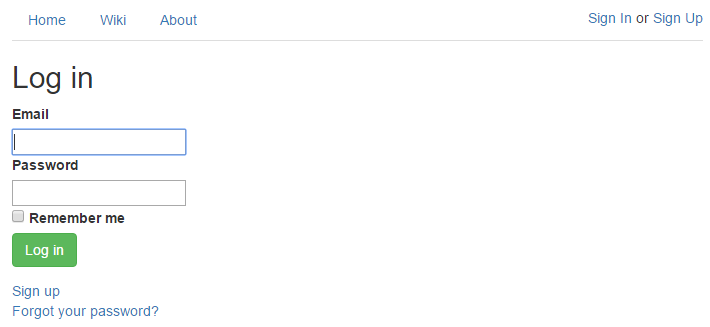 Home Wiki About Sign In or Sign Up
Log in
Email
Password
Remember me
Log in
Sign up
Forgot your password?